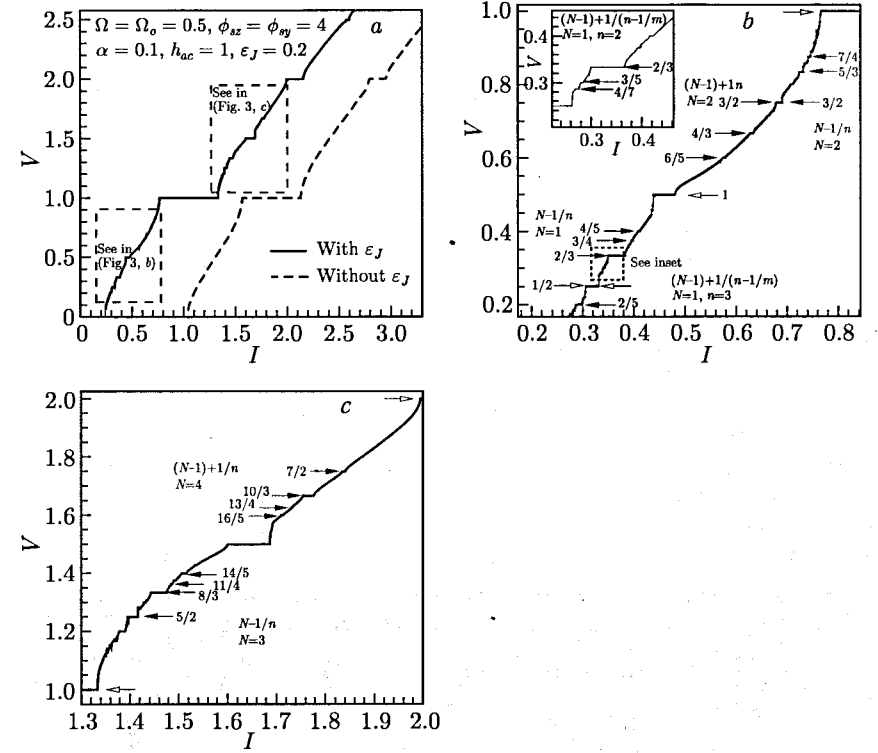 Ω = Ωₒ = 0.5, ϕ_sz = ϕ_sy = 4
α = 0.1, h_ac = 1, ε_J = 0.2
a
See in
(Fig. 3, c)
See in
(Fig. 3, b)
With ε_J
Without ε_J
V
2.5
2.0
1.5
1.0
0.5
0
0 0.5 1.0 1.5 2.0 2.5 3.0
I
b
V
1.0
0.8
0.6
0.4
0.2
0.2 0.3 0.4 0.5 0.6 0.7 0.8
I
(N-1)+1/(n-1/m)
N=1, n=2
V
0.4
0.3
0.3 0.4
I
2/3
3/5
4/7
7/4
5/3
(N-1)+1n
N=2
3/2
3/2
4/3
N-1/n
N=2
6/5
1
N-1/n
N=1
4/5
3/4
2/3
See inset
1/2
(N-1)+1/(n-1/m)
N=1, n=3
2/5
c
V
2.0
1.8
1.6
1.4
1.2
1.0
1.3 1.4 1.5 1.6 1.7 1.8 1.9 2.0
I
(N-1)+1/n
N=4
7/2
10/3
13/4
16/5
14/5
11/4
8/3
5/2
N-1/n
N=3